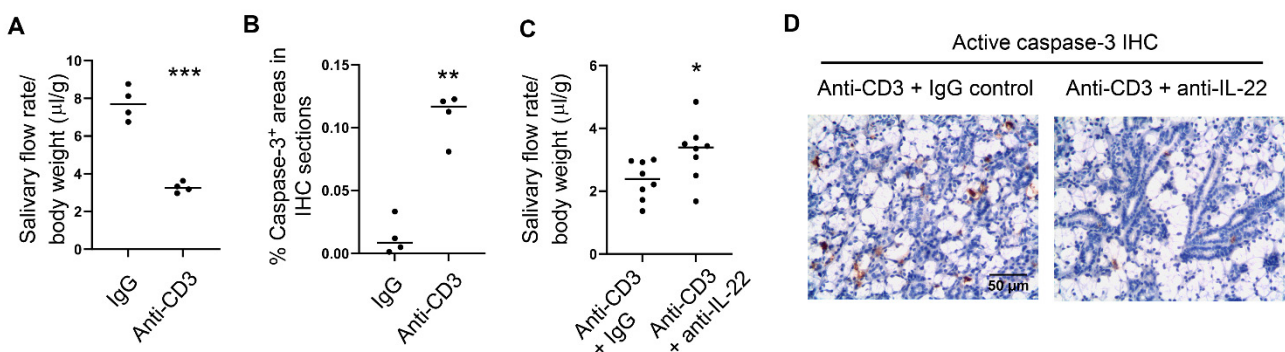 A
Salivary flow rate/
body weight (µl/g)
10
8
6
4
2
0
***
IgG
Anti-CD3
B
% Caspase-3⁺ areas in
IHC sections
0.15
0.10
0.05
0.00
**
IgG
Anti-CD3
C
Salivary flow rate/
body weight (µl/g)
6
4
2
0
*
Anti-CD3
+ IgG
Anti-CD3
+ anti-IL-22
D
Active caspase-3 IHC
Anti-CD3 + IgG control
Anti-CD3 + anti-IL-22
50 µm